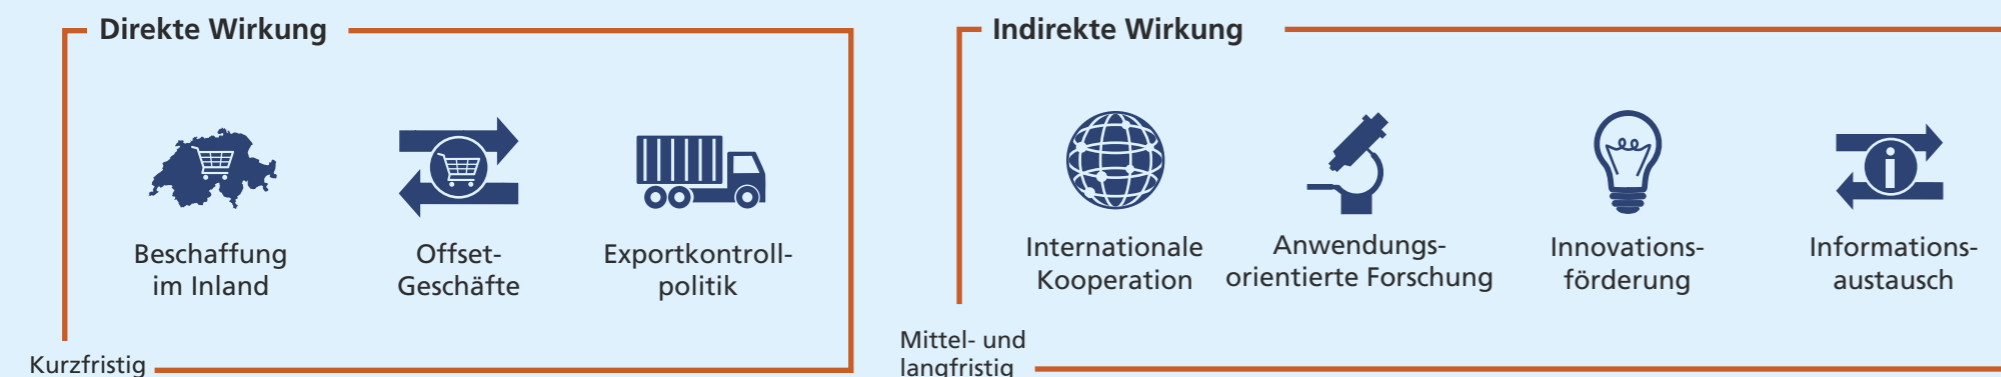 Direkte Wirkung
Beschaffung
im Inland
Offset-
Geschäfte
Exportkontroll-
politik
Kurzfristig
Indirekte Wirkung
Internationale
Kooperation
Anwendungs-
orientierte Forschung
Innovations-
förderung
Informations-
austausch
Mittel- und
langfristig